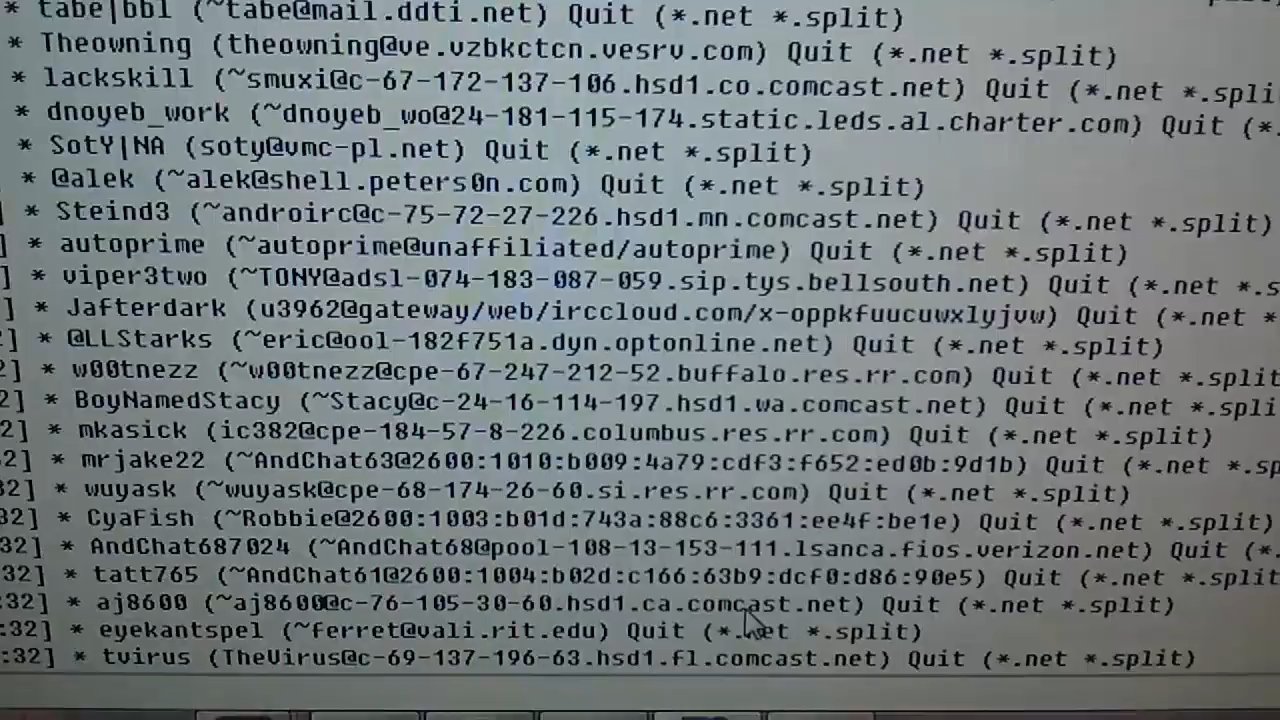 * tabe|bbl (~tabe@mail.ddti.net) Quit (*.net *.split)
* Theowning (theowning@ve.vzbkctcn.vesrv.com) Quit (*.net *.split)
* lackskill (~smuxi@c-67-172-137-106.hsd1.co.comcast.net) Quit (*.net *.spli
* dnoyeb_work (~dnoyeb_wo@24-181-115-174.static.leds.al.charter.com) Quit (*.
* SotY|NA (soty@vmc-pl.net) Quit (*.net *.split)
* @alek (~alek@shell.peters0n.com) Quit (*.net *.split)
] * Steind3 (~androirc@c-75-72-27-226.hsd1.mn.comcast.net) Quit (*.net *.split)
] * autoprime (~autoprime@unaffiliated/autoprime) Quit (*.net *.split)
] * viper3two (~TONY@adsl-074-183-087-059.sip.tys.bellsouth.net) Quit (*.net *.s
] * Jafterdark (u3962@gateway/web/irccloud.com/x-oppkfuucuwxlyjvw) Quit (*.net *
2] * @LLStarks (~eric@ool-182f751a.dyn.optonline.net) Quit (*.net *.split)
2] * w00tnezz (~w00tnezz@cpe-67-247-212-52.buffalo.res.rr.com) Quit (*.net *.split
2] * BoyNamedStacy (~Stacy@c-24-16-114-197.hsd1.wa.comcast.net) Quit (*.net *.spli
2] * mkasick (ic382@cpe-184-57-8-226.columbus.res.rr.com) Quit (*.net *.split)
32] * mrjake22 (~AndChat63@2600:1010:b009:4a79:cdf3:f652:ed0b:9d1b) Quit (*.net *.sp
32] * wuyask (~wuyask@cpe-68-174-26-60.si.res.rr.com) Quit (*.net *.split)
32] * CyaFish (~Robbie@2600:1003:b01d:743a:88c6:3361:ee4f:be1e) Quit (*.net *.split)
32] * AndChat687024 (~AndChat68@pool-108-13-153-111.lsanca.fios.verizon.net) Quit (*.
32] * tatt765 (~AndChat61@2600:1004:b02d:c166:63b9:dcf0:d86:90e5) Quit (*.net *.split
:32] * aj8600 (~aj8600@c-76-105-30-60.hsd1.ca.comcast.net) Quit (*.net *.split)
:32] * eyekantspel (~ferret@vali.rit.edu) Quit (*.net *.split)
:32] * tvirus (TheVirus@c-69-137-196-63.hsd1.fl.comcast.net) Quit (*.net *.split)